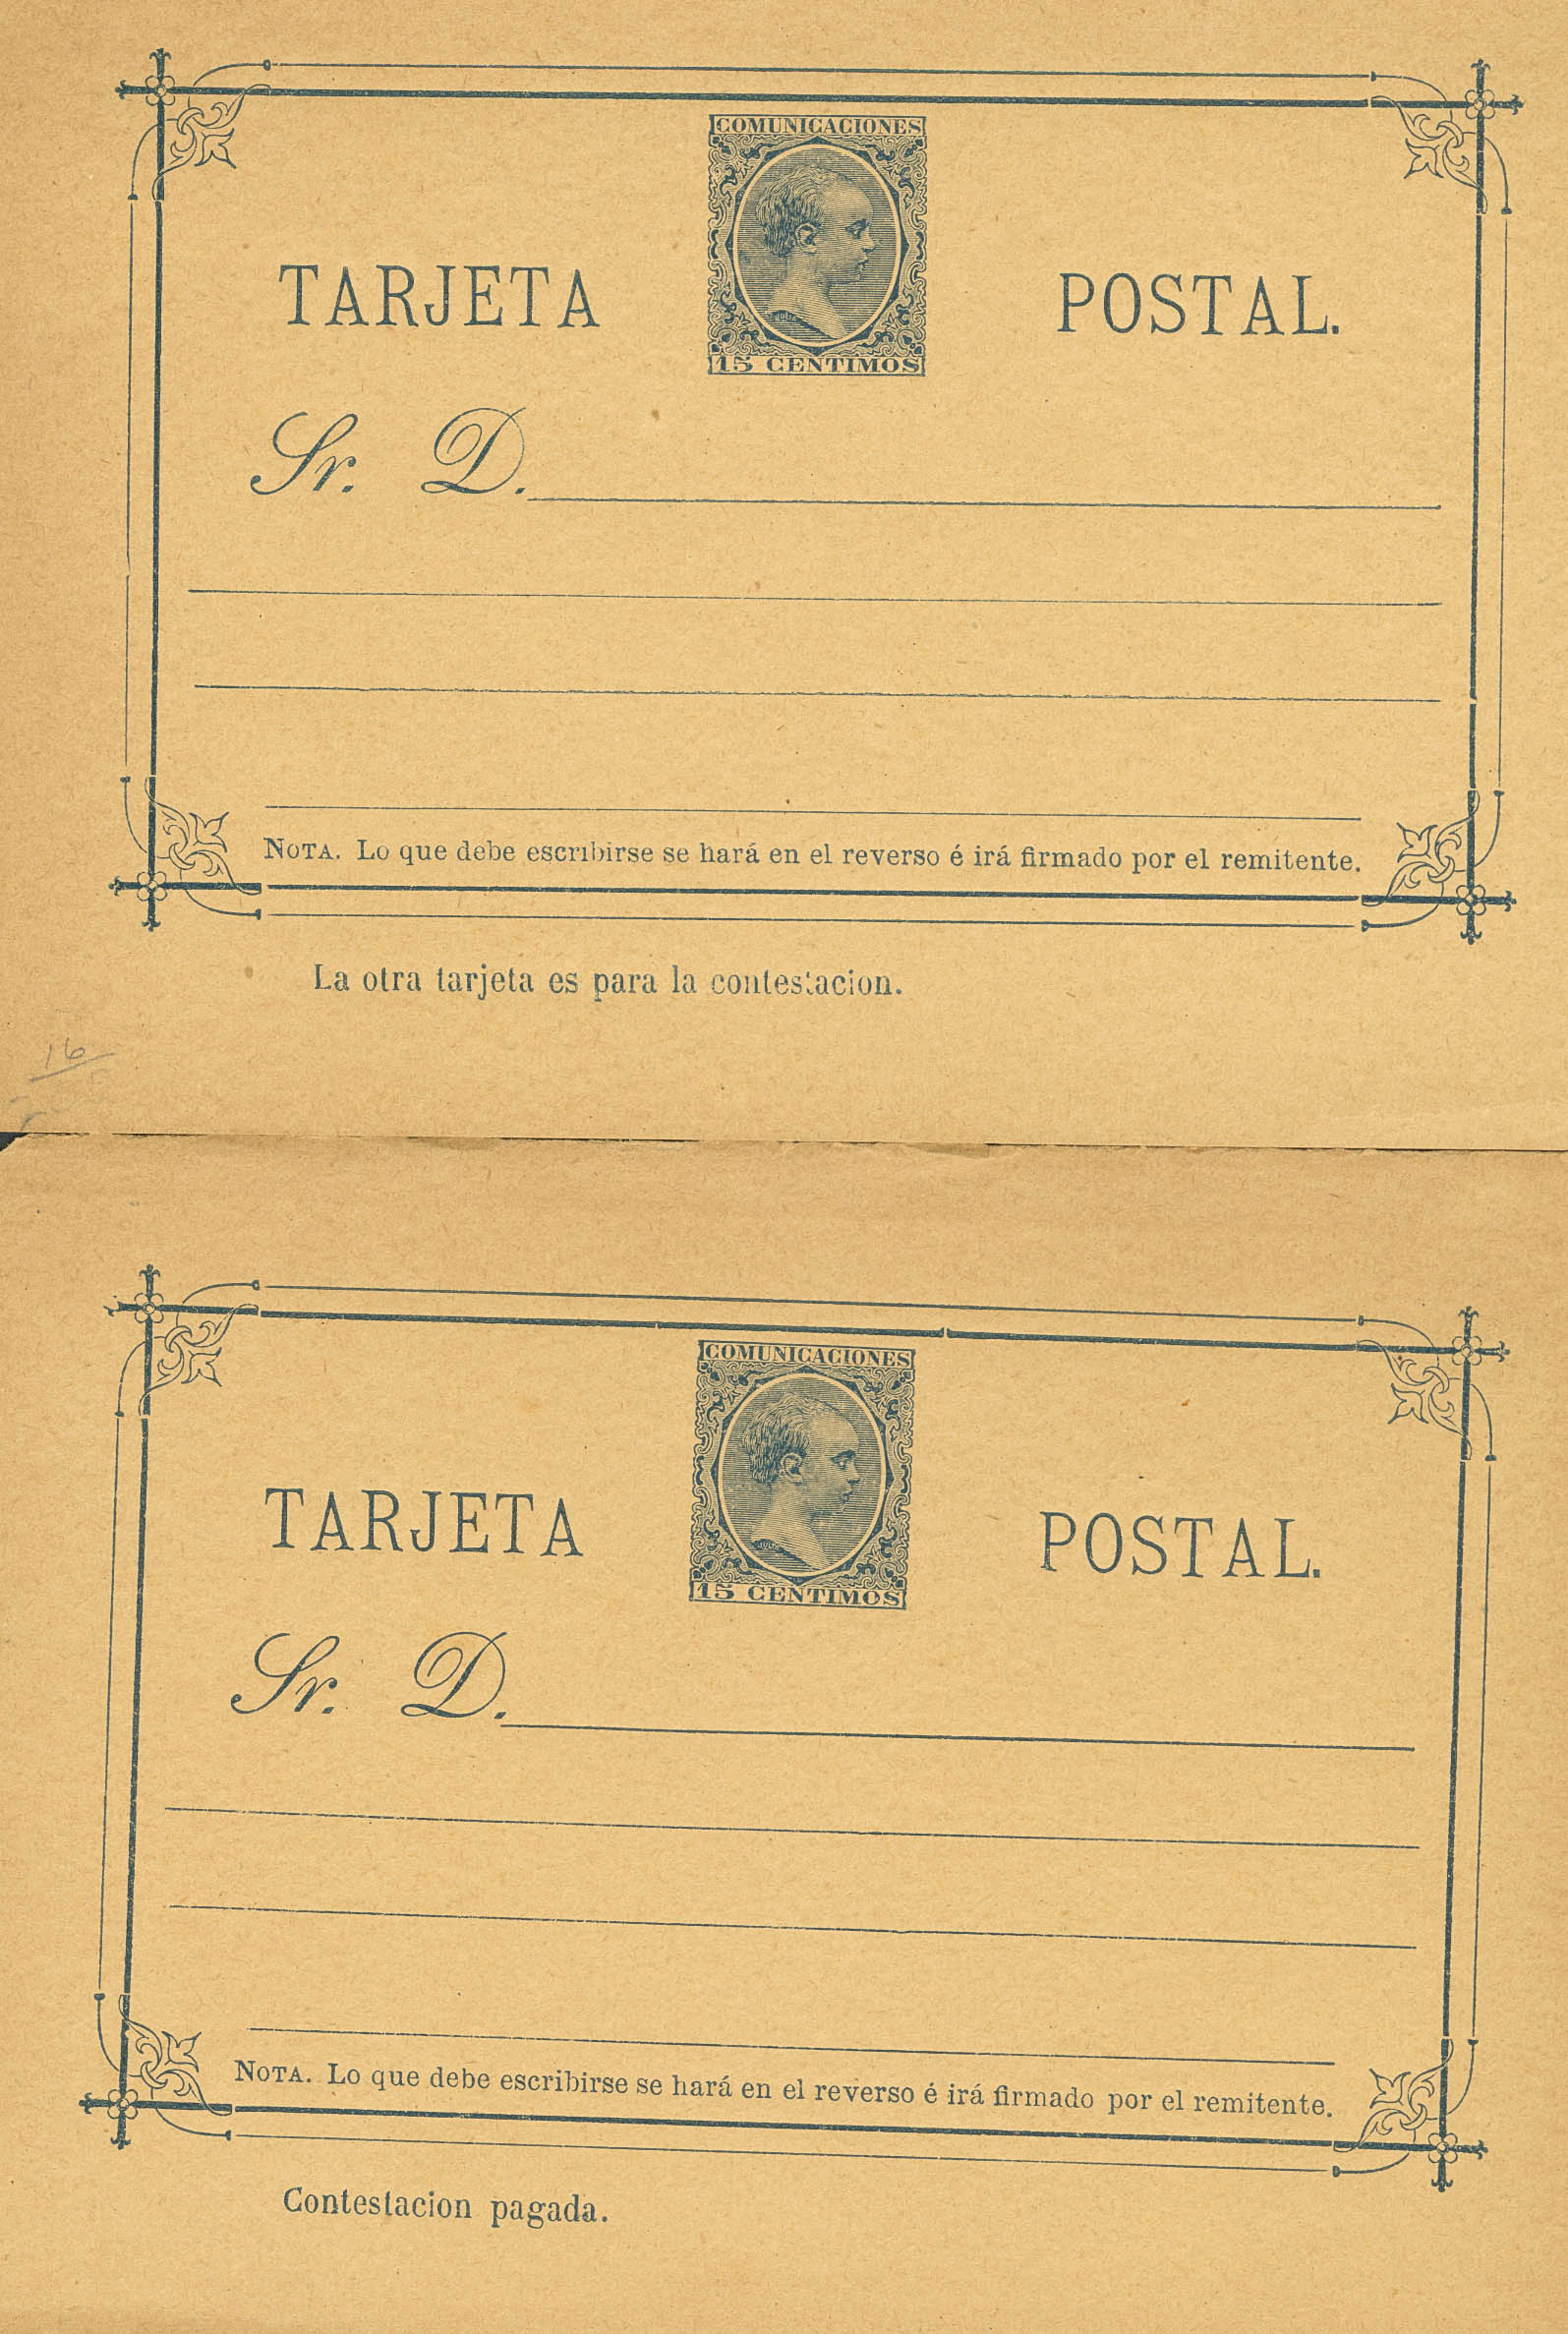 COMUNICACIONES
TARJETA POSTAL.
15 CENTIMOS
Sr. D.
NOTA. Lo que debe escribirse se hará en el reverso é irá firmado por el remitente.
La otra tarjeta es para la contestacion.
16
COMUNICACIONES
TARJETA POSTAL.
15 CENTIMOS
Sr. D.
NOTA. Lo que debe escribirse se hará en el reverso é irá firmado por el remitente.
Contestacion pagada.